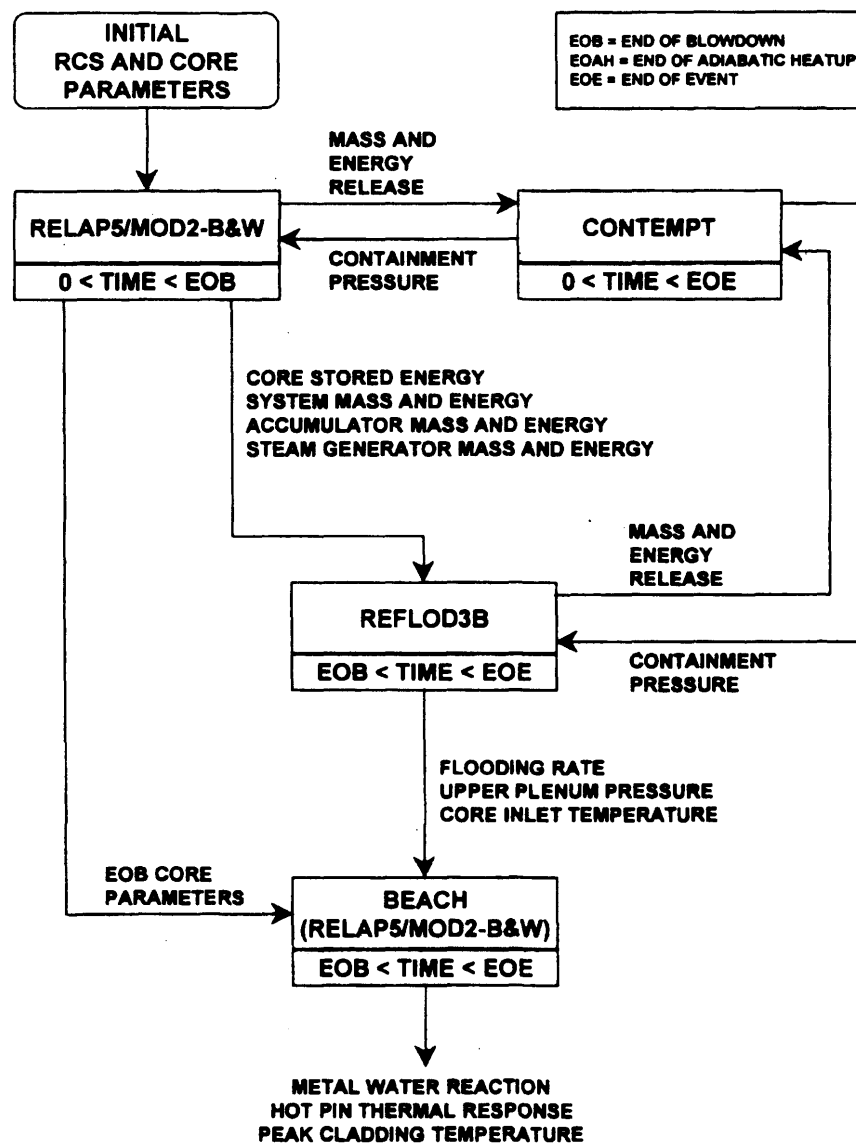 INITIAL
RCS AND CORE
PARAMETERS
EOB = END OF BLOWDOWN
EOAH = END OF ADIABATIC HEATUP
EOE = END OF EVENT
MASS AND
ENERGY
RELEASE
RELAP5/MOD2-B&W
0 < TIME < EOB
CONTAINMENT
PRESSURE
CONTEMPT
0 < TIME < EOE
CORE STORED ENERGY
SYSTEM MASS AND ENERGY
ACCUMULATOR MASS AND ENERGY
STEAM GENERATOR MASS AND ENERGY
MASS AND
ENERGY
RELEASE
REFLOD3B
EOB < TIME < EOE
CONTAINMENT
PRESSURE
FLOODING RATE
UPPER PLENUM PRESSURE
CORE INLET TEMPERATURE
EOB CORE
PARAMETERS
BEACH
(RELAP5/MOD2-B&W)
EOB < TIME < EOE
METAL WATER REACTION
HOT PIN THERMAL RESPONSE
PEAK CLADDING TEMPERATURE